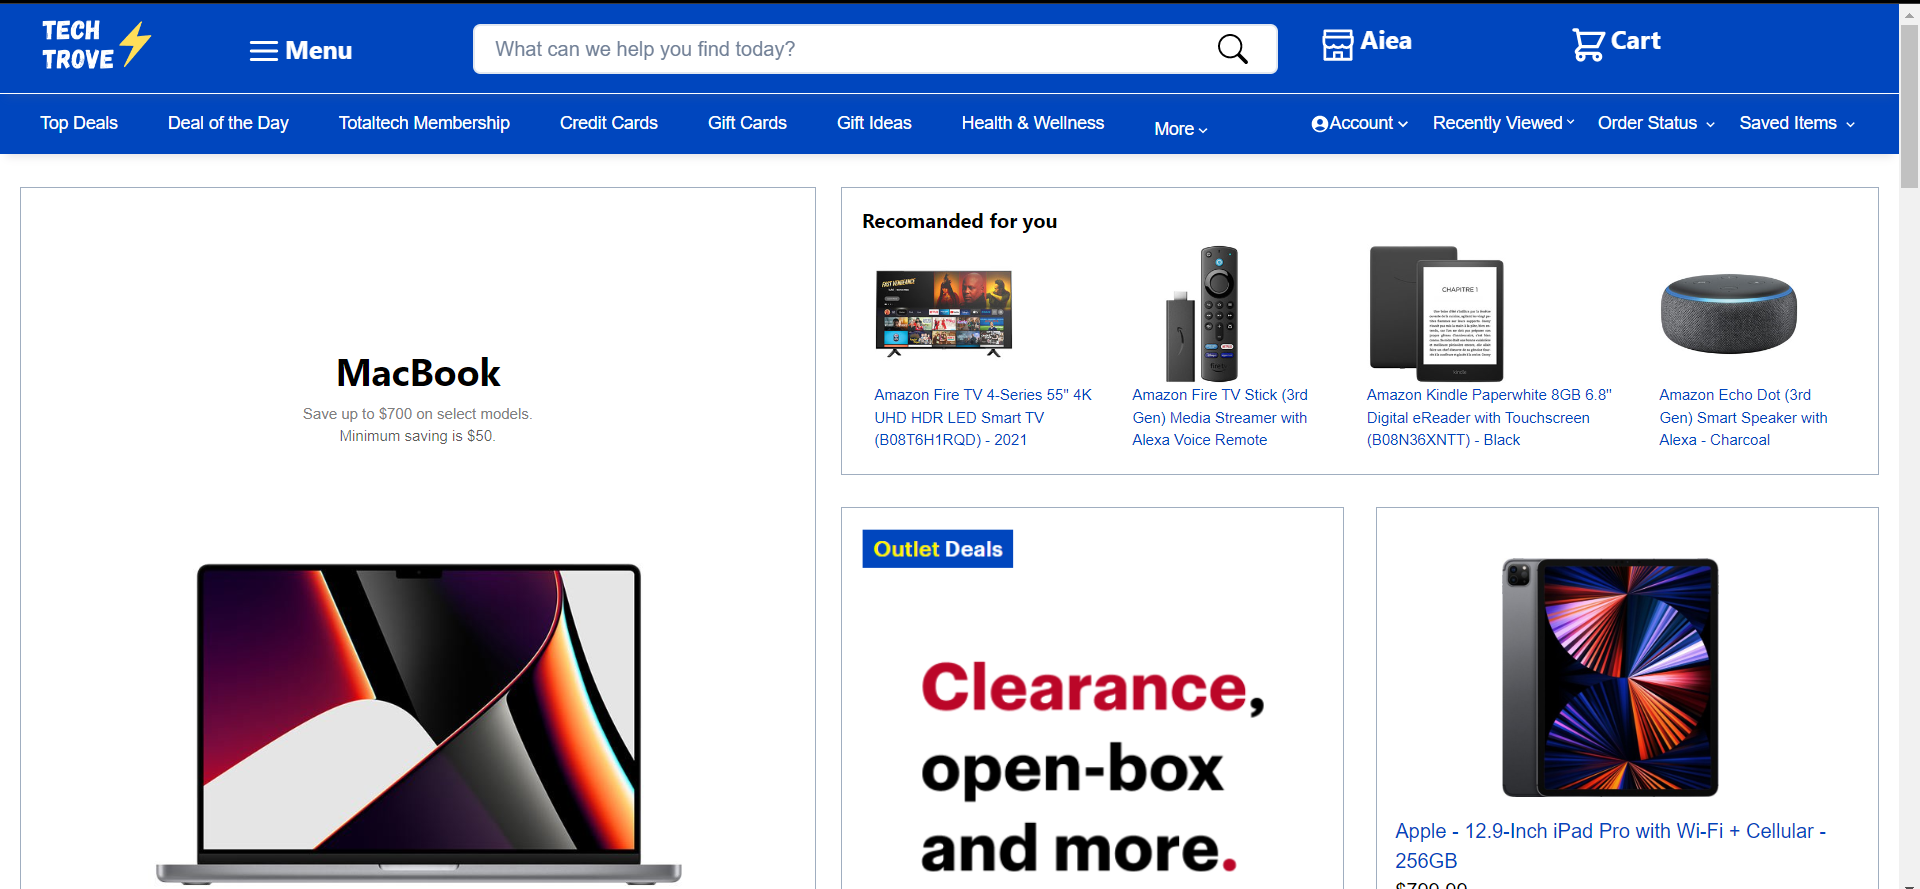 TECH
TROVE
Menu
What can we help you find today?
Aiea
Cart
Top Deals
Deal of the Day
Totaltech Membership
Credit Cards
Gift Cards
Gift Ideas
Health & Wellness
More
Account
Recently Viewed
Order Status
Saved Items
MacBook
Save up to $700 on select models.
Minimum saving is $50.
Recomanded for you
FAST VENGEANCE
CHAPITRE 1
kindle
Amazon Fire TV 4-Series 55" 4K
UHD HDR LED Smart TV
(B08T6H1RQD) - 2021
Amazon Fire TV Stick (3rd
Gen) Media Streamer with
Alexa Voice Remote
Amazon Kindle Paperwhite 8GB 6.8"
Digital eReader with Touchscreen
(B08N36XNTT) - Black
Amazon Echo Dot (3rd
Gen) Smart Speaker with
Alexa - Charcoal
Outlet Deals
Clearance,
open-box
and more.
Apple - 12.9-Inch iPad Pro with Wi-Fi + Cellular -
256GB